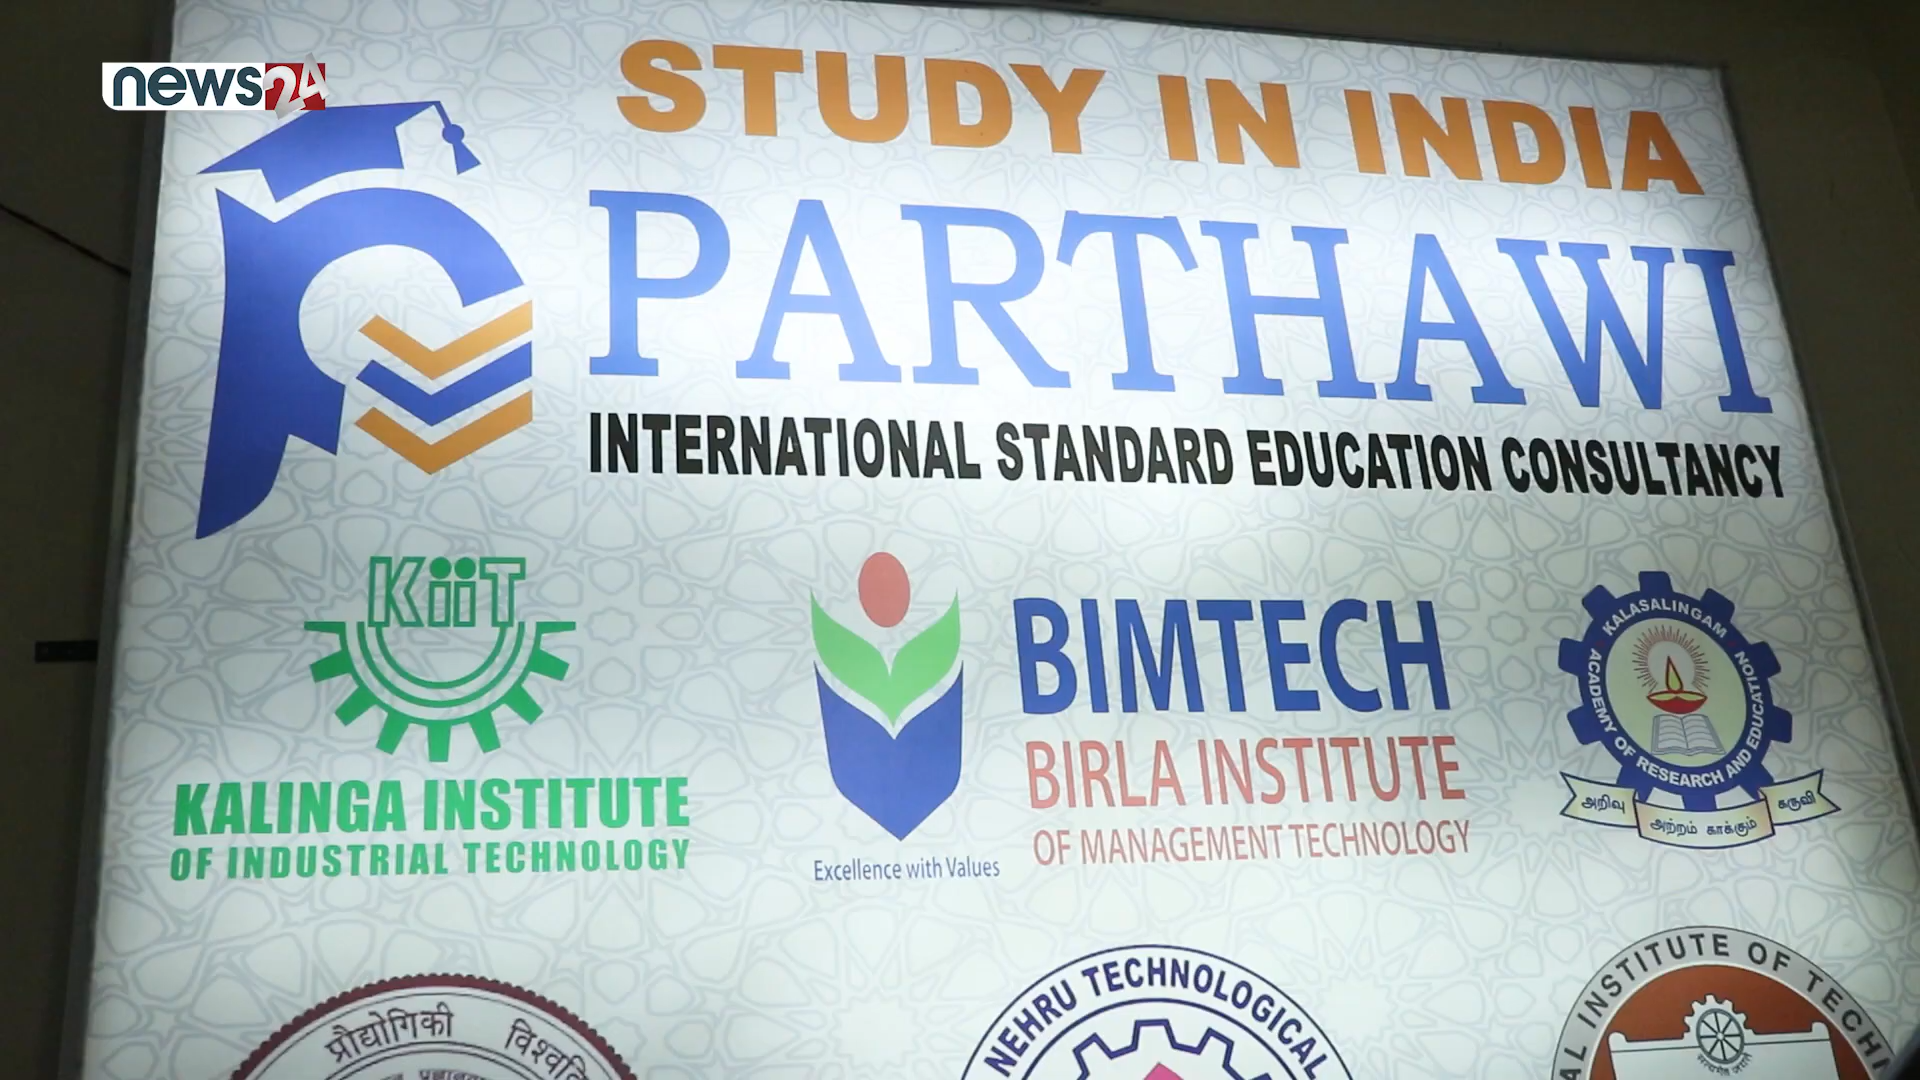 news24
STUDY IN INDIA
PARTHAWI
INTERNATIONAL STANDARD EDUCATION CONSULTANCY
KiiT
KALINGA INSTITUTE
OF INDUSTRIAL TECHNOLOGY
BIMTECH
BIRLA INSTITUTE
OF MANAGEMENT TECHNOLOGY
Excellence with Values
KALASALINGAM
ACADEMY OF RESEARCH AND EDUCATION
அறிவு
அற்றம் காக்கும்
கருவி
प्रौद्योगिकी
NEHRU TECHNOLOGICAL
INSTITUTE OF